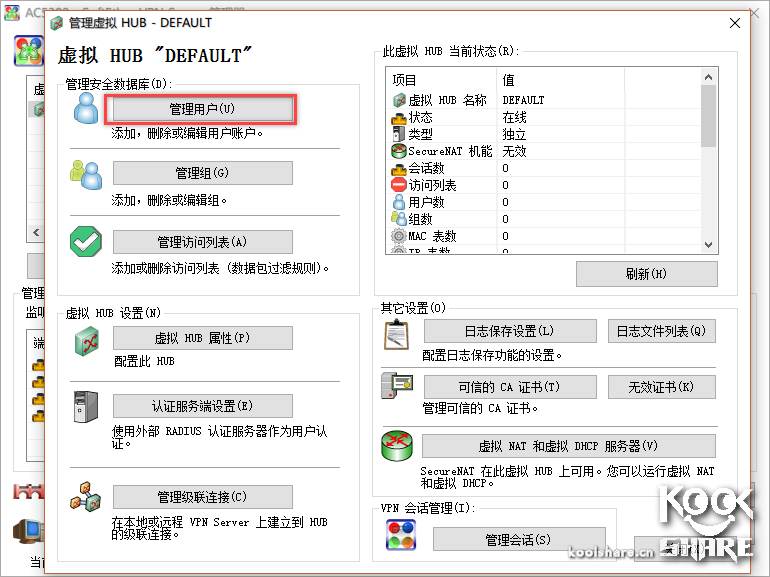 管理虚拟 HUB - DEFAULT
虚拟 HUB "DEFAULT"
管理安全数据库(D):
管理用户(U)
添加，删除或编辑用户账户。
管理组(G)
添加，删除或编辑组。
管理访问列表(A)
添加或删除访问列表 (数据包过滤规则)。
虚拟 HUB 设置(N)
虚拟 HUB 属性(P)
配置此 HUB
认证服务端设置(E)
使用外部 RADIUS 认证服务器作为用户认
证。
管理级联连接(C)
在本地或远程 VPN Server 上建立到 HUB
的级联连接。
此虚拟 HUB 当前状态(R):
项目 值
虚拟 HUB 名称 DEFAULT
状态 在线
类型 独立
SecureNAT 机能 无效
会话数 0
访问列表 0
用户数 0
组数 0
MAC 表数 0
IP 表数 0
刷新(H)
其它设置(O)
日志保存设置(L) 日志文件列表(Q)
配置日志保存功能的设置。
可信的 CA 证书(T) 无效证书(K)
管理可信的 CA 证书。
虚拟 NAT 和虚拟 DHCP 服务器(V)
SecureNAT 在此虚拟 HUB 上可用。您可以运行虚拟 NAT
和虚拟 DHCP。
VPN 会话管理(I):
管理会话(S)
koolshare.cn
KOOL
SHARE
管理
监听
端
当前